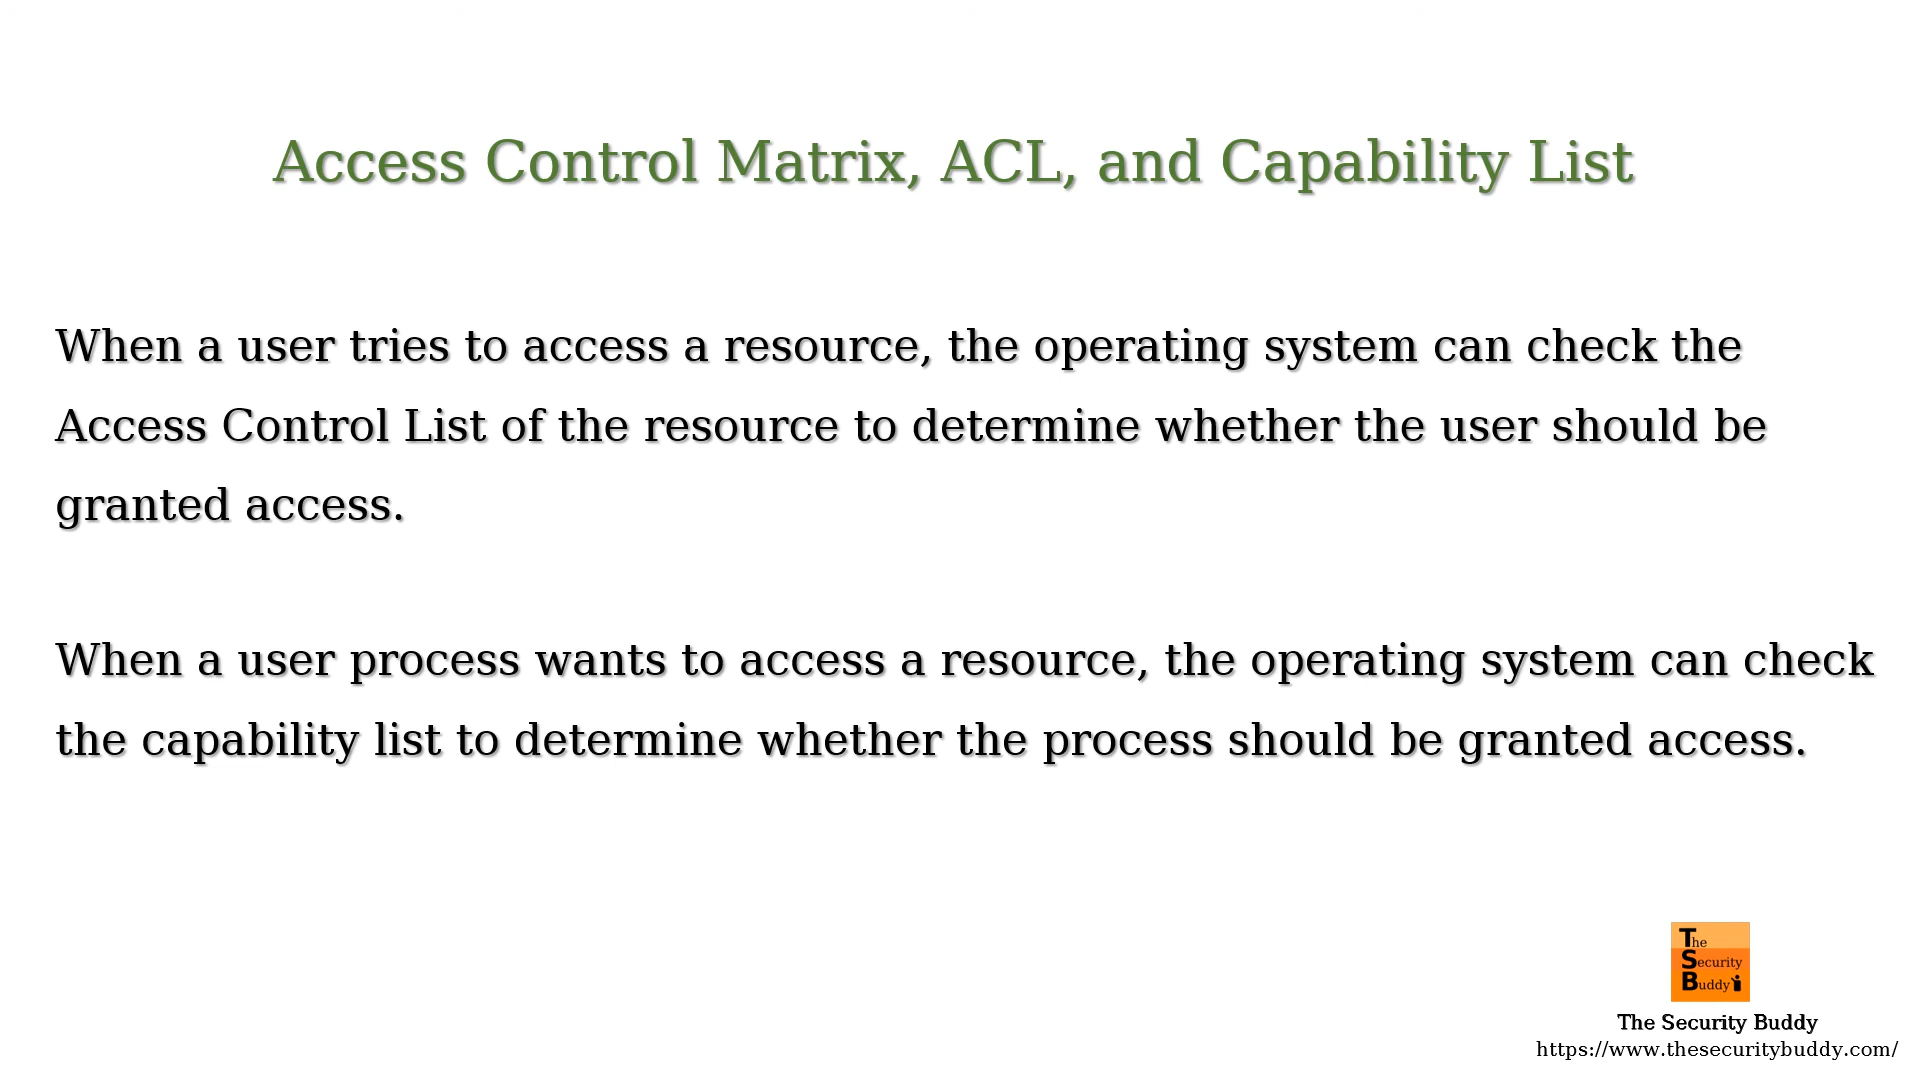 Access Control Matrix, ACL, and Capability List
When a user tries to access a resource, the operating system can check the
Access Control List of the resource to determine whether the user should be
granted access.
When a user process wants to access a resource, the operating system can check
the capability list to determine whether the process should be granted access.
The
Security
Buddy
The Security Buddy
https://www.thesecuritybuddy.com/